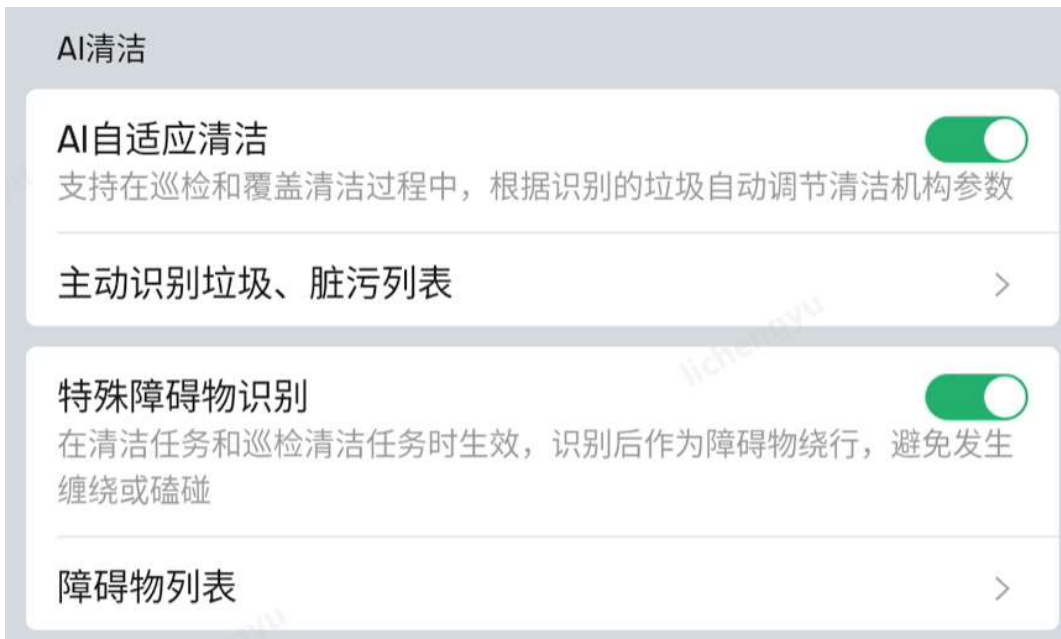 AI清洁
AI自适应清洁
支持在巡检和覆盖清洁过程中，根据识别的垃圾自动调节清洁机构参数
主动识别垃圾、脏污列表
lichengyu
特殊障碍物识别
在清洁任务和巡检清洁任务时生效，识别后作为障碍物绕行，避免发生
缠绕或磕碰
障碍物列表